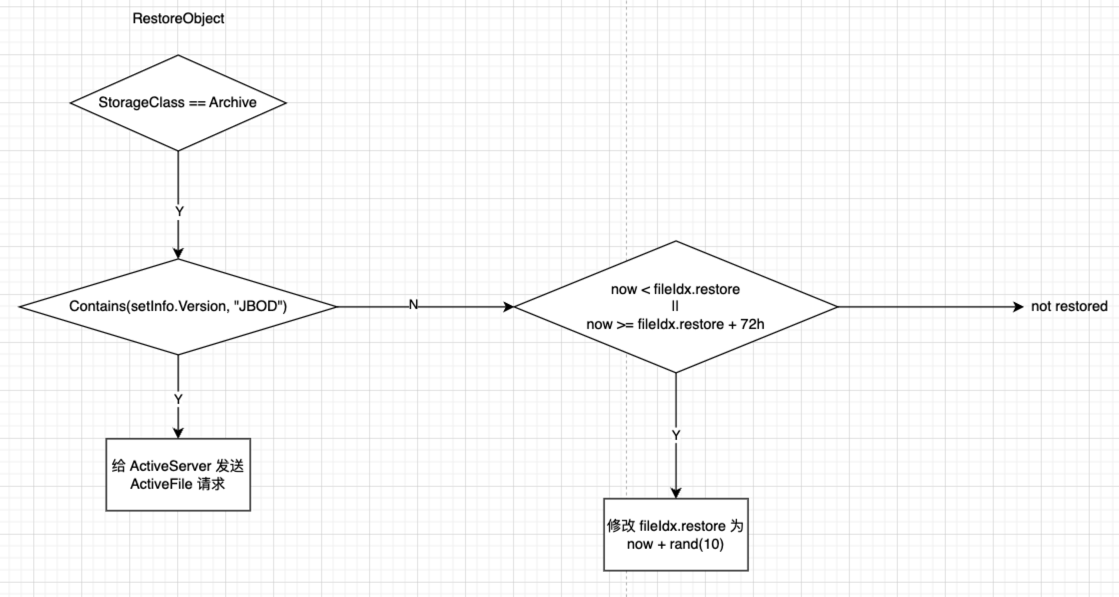 RestoreObject
StorageClass == Archive
Y
Contains(setInfo.Version, "JBOD")
N
now < fileIdx.restore
||
now >= fileIdx.restore + 72h
not restored
Y
给 ActiveServer 发送
ActiveFile 请求
Y
修改 fileIdx.restore 为
now + rand(10)